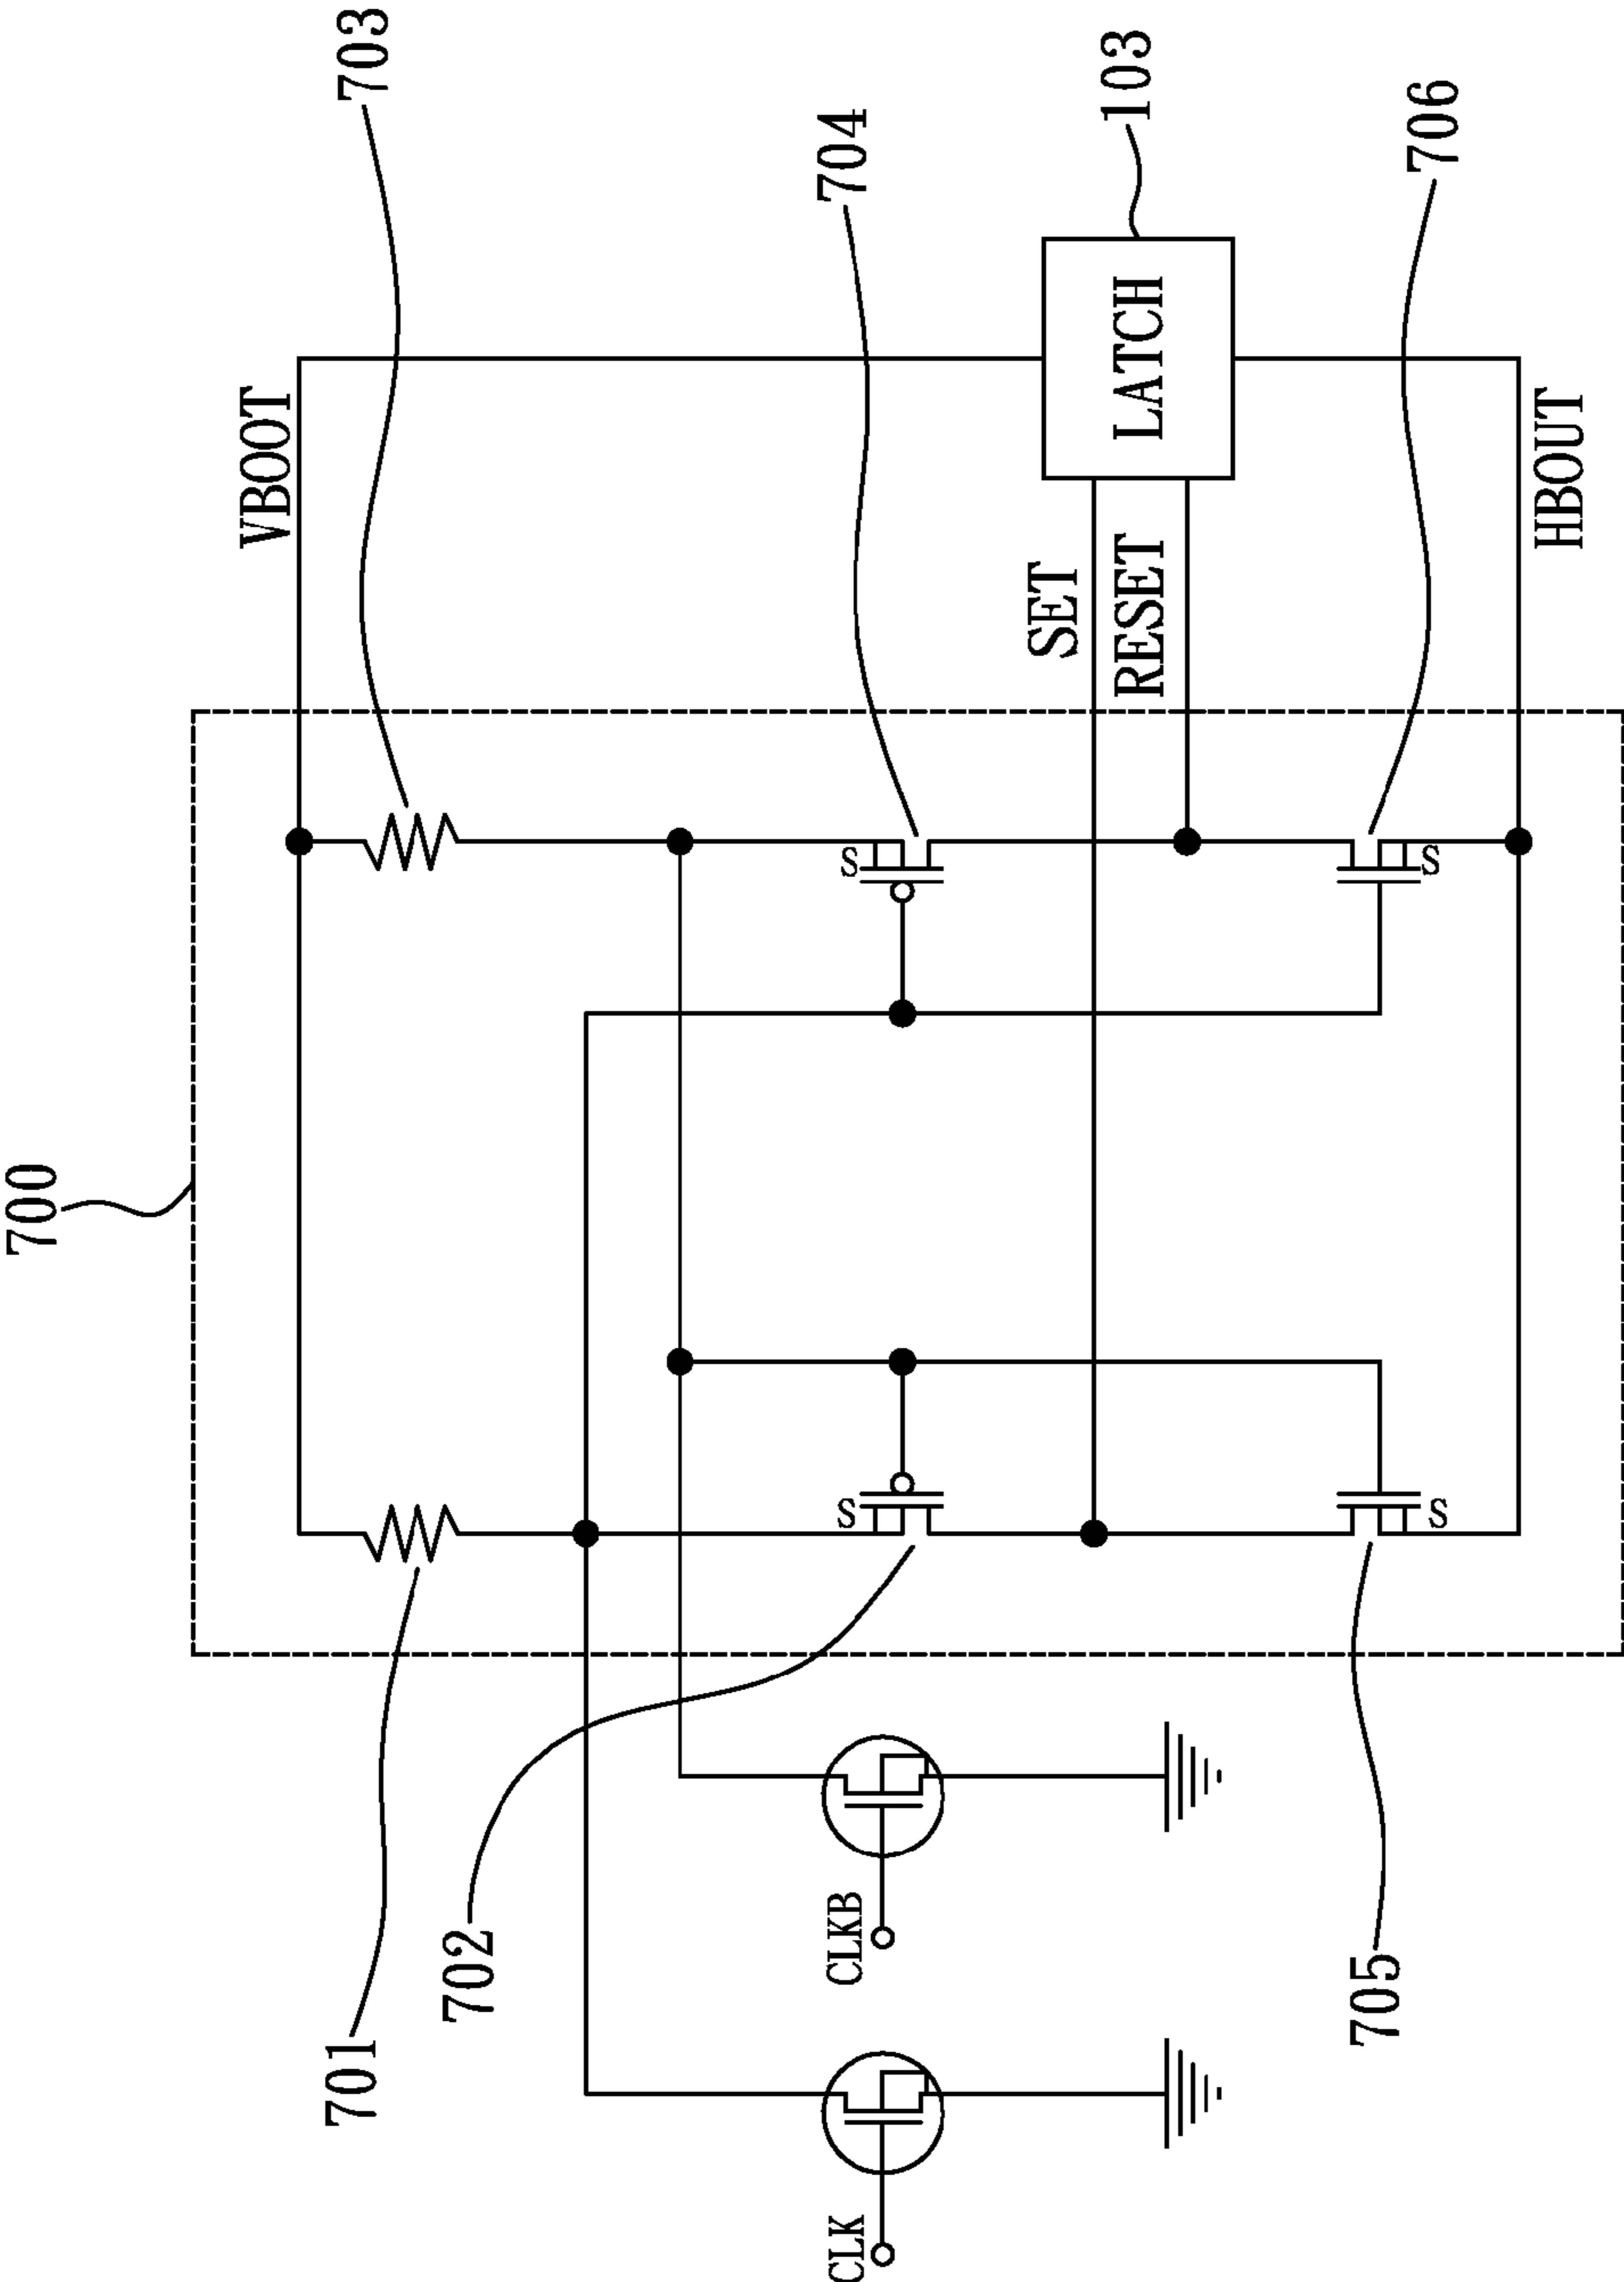 700
VBOOT
703
701
702
S
S
704
SET
RESET
LATCH
103
CLK
CLKB
S
S
705
706
HBOUT